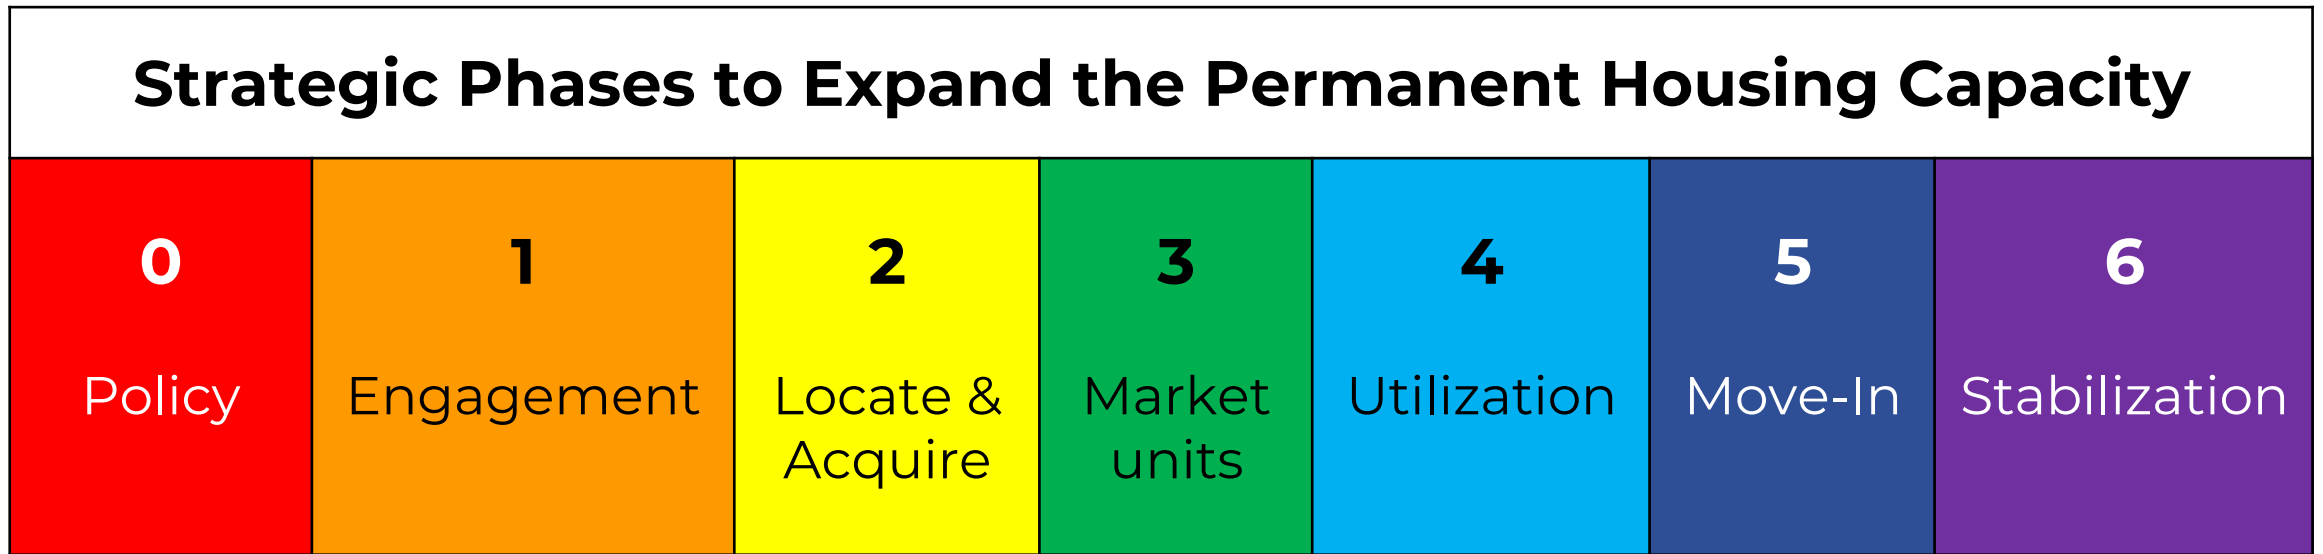 Strategic Phases to Expand the Permanent Housing Capacity
0
Policy
1
Engagement
2
Locate &
Acquire
3
Market
units
4
Utilization
5
Move-In
6
Stabilization